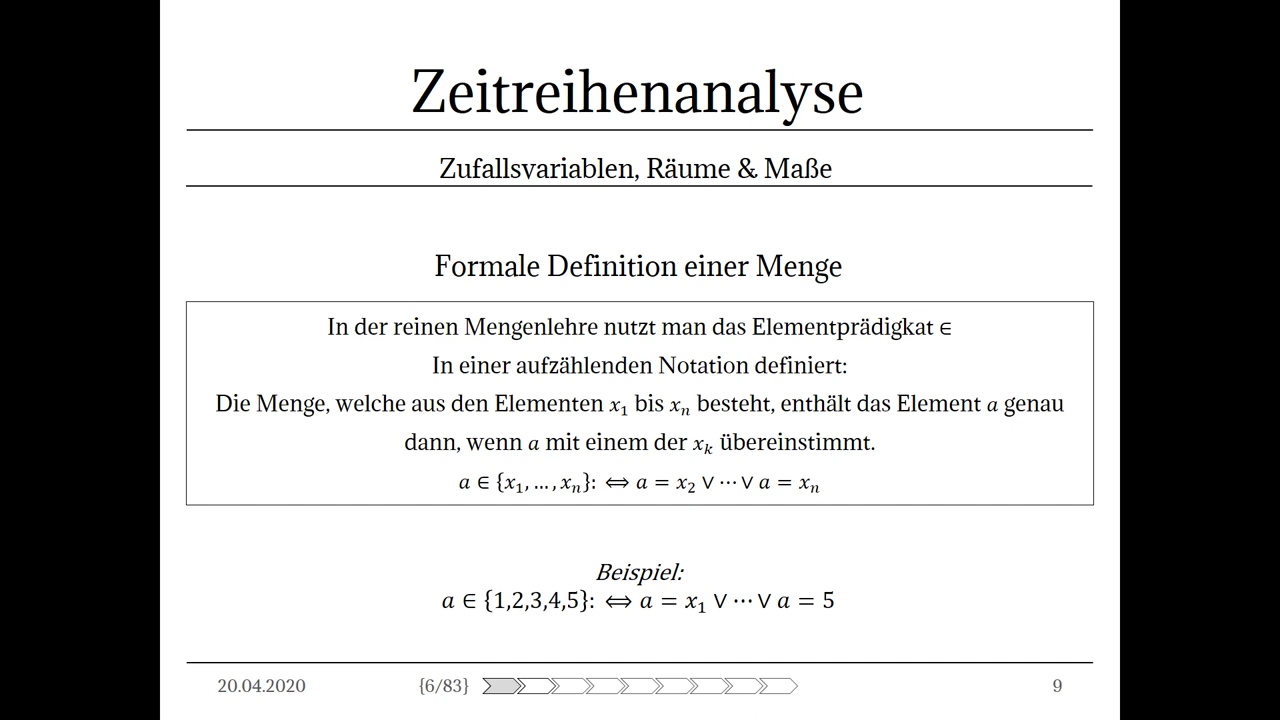 Zeitreihenanalyse
Zufallsvariablen, Räume & Maße
Formale Definition einer Menge
In der reinen Mengenlehre nutzt man das Elementprädigkat ∈
In einer aufzählenden Notation definiert:
Die Menge, welche aus den Elementen x₁ bis xₙ besteht, enthält das Element a genau
dann, wenn a mit einem der xₖ übereinstimmt.
a ∈ {x₁, … , xₙ}: ⟺ a = x₂ ∨ ⋯ ∨ a = xₙ
Beispiel:
a ∈ {1,2,3,4,5}: ⟺ a = x₁ ∨ ⋯ ∨ a = 5
20.04.2020 {6/83} 9